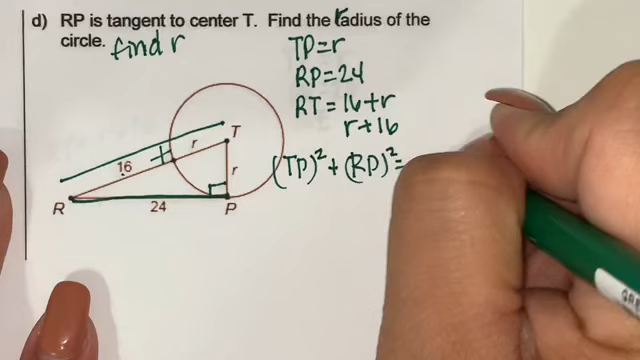 d) RP is tangent to center T. Find the radius of the
circle. find r
TP=r
RP=24
RT=16+r
r+16
(TP)² + (RP)² =
T
r
16
r
R
24
P